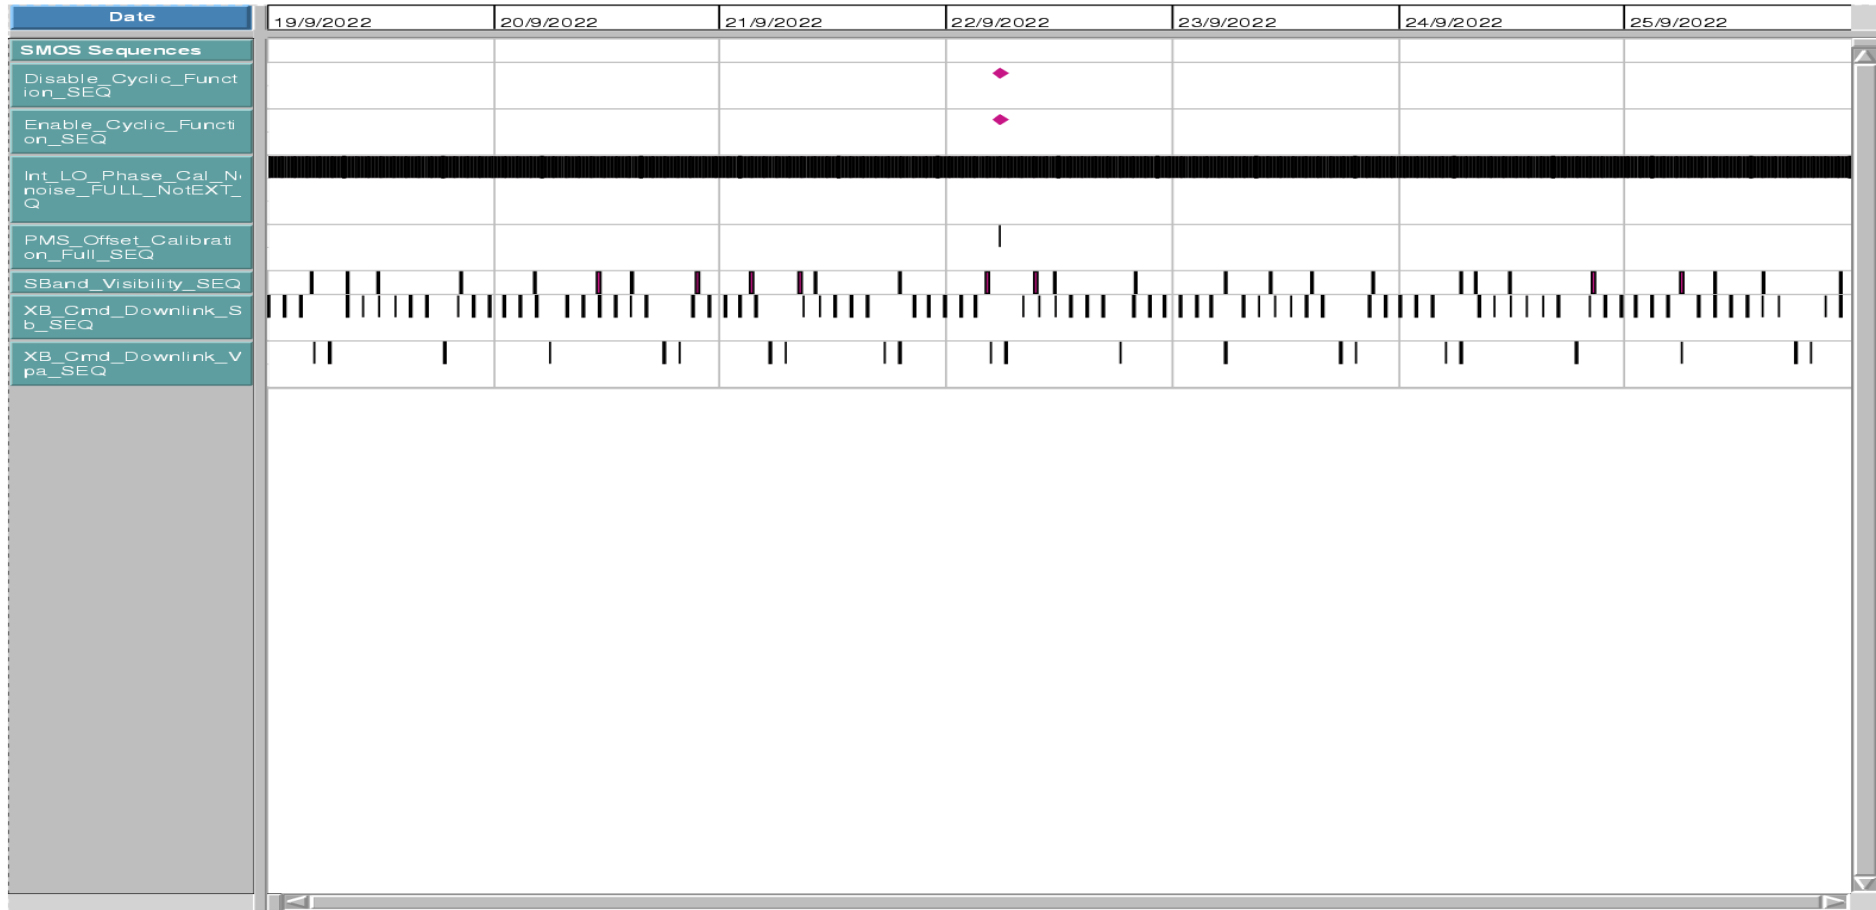 Date
19/9/2022 20/9/2022 21/9/2022 22/9/2022 23/9/2022 24/9/2022 25/9/2022
SMOS Sequences
Disable_Cyclic_Funct
ion_SEQ
Enable_Cyclic_Functi
on_SEQ
Int_LO_Phase_Cal_N
noise_FULL_NotEXT_
Q
PMS_Offset_Calibrati
on_Full_SEQ
SBand_Visibility_SEQ
XB_Cmd_Downlink_S
b_SEQ
XB_Cmd_Downlink_V
pa_SEQ